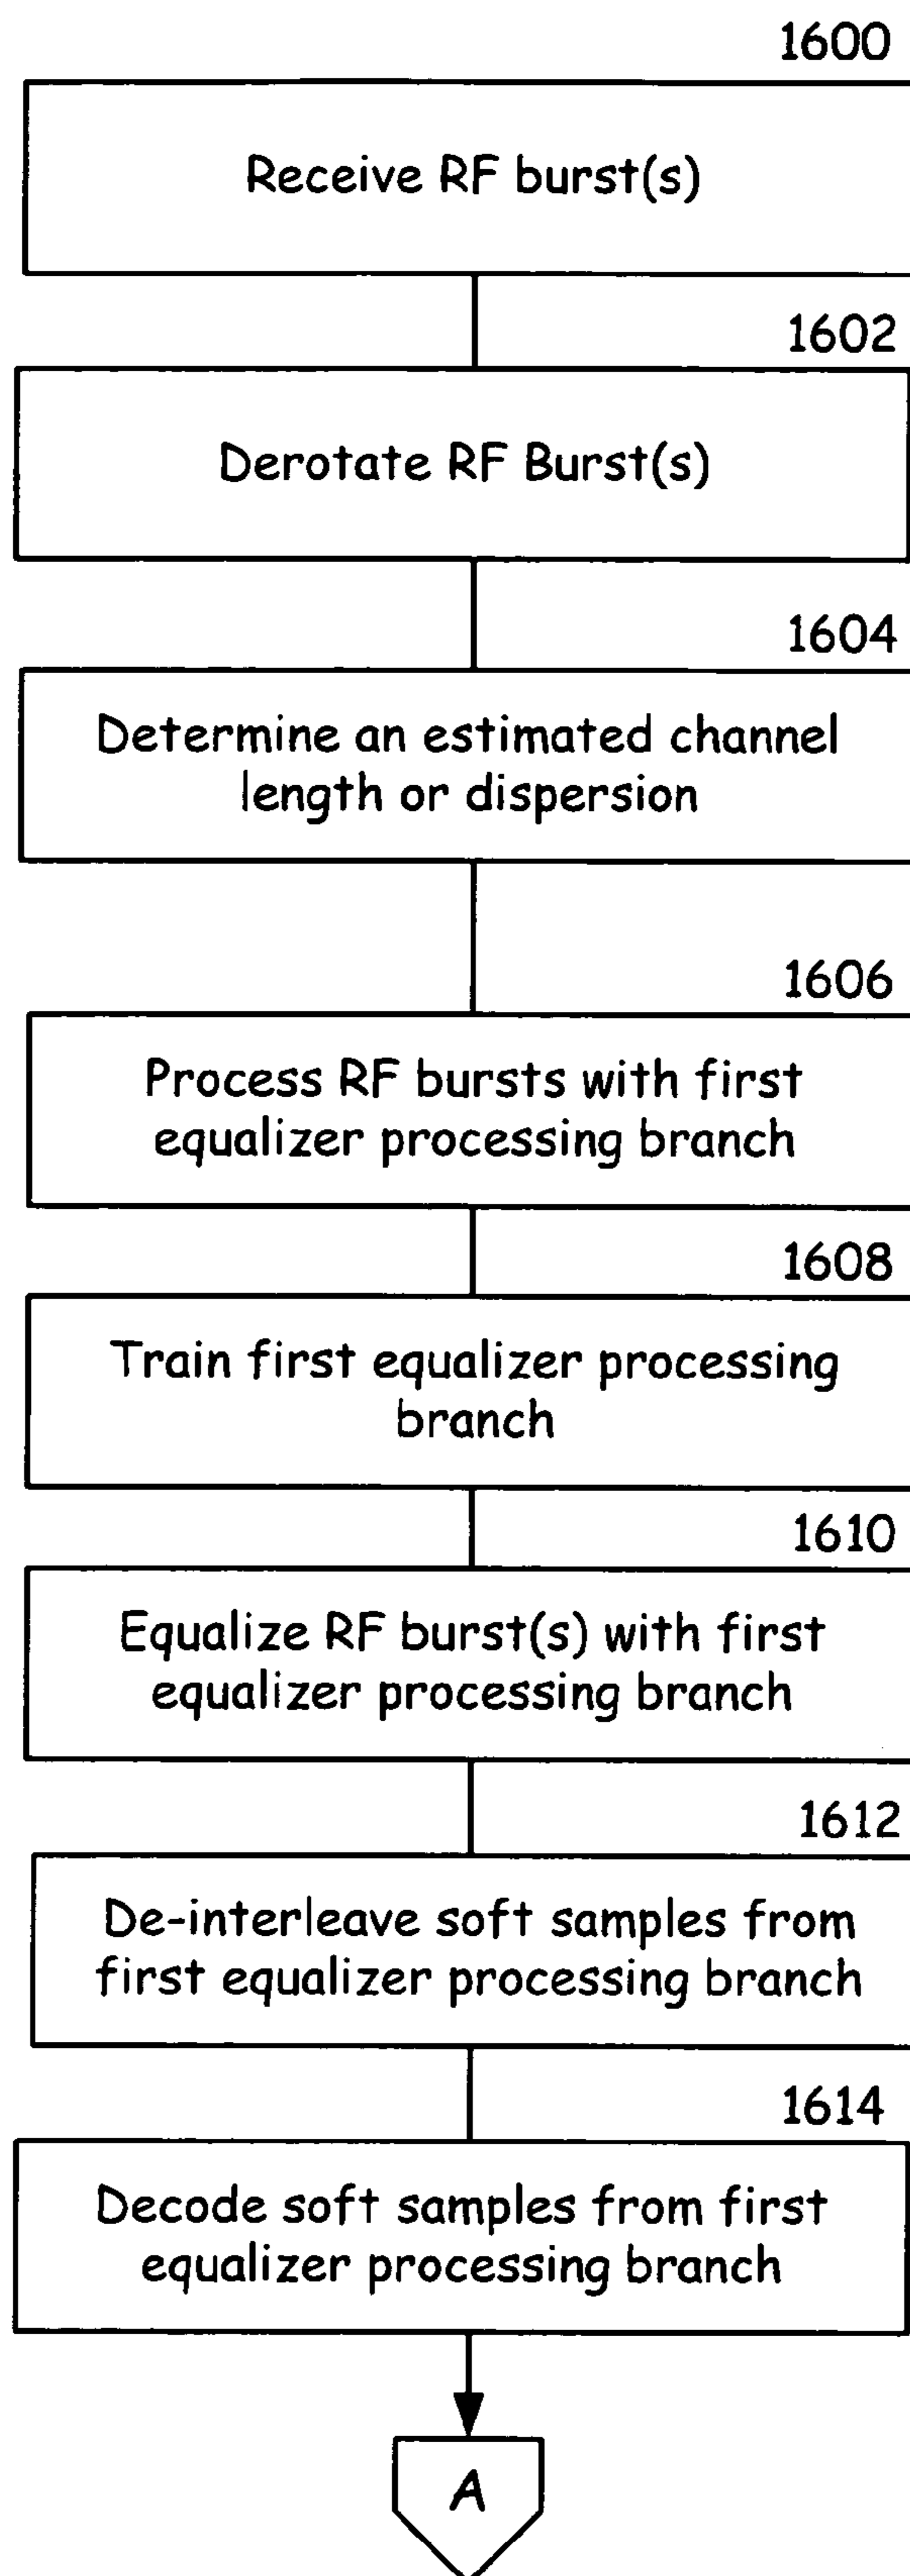 1600
Receive RF burst(s)
1602
Derotate RF Burst(s)
1604
Determine an estimated channel
length or dispersion
1606
Process RF bursts with first
equalizer processing branch
1608
Train first equalizer processing
branch
1610
Equalize RF burst(s) with first
equalizer processing branch
1612
De-interleave soft samples from
first equalizer processing branch
1614
Decode soft samples from first
equalizer processing branch
A